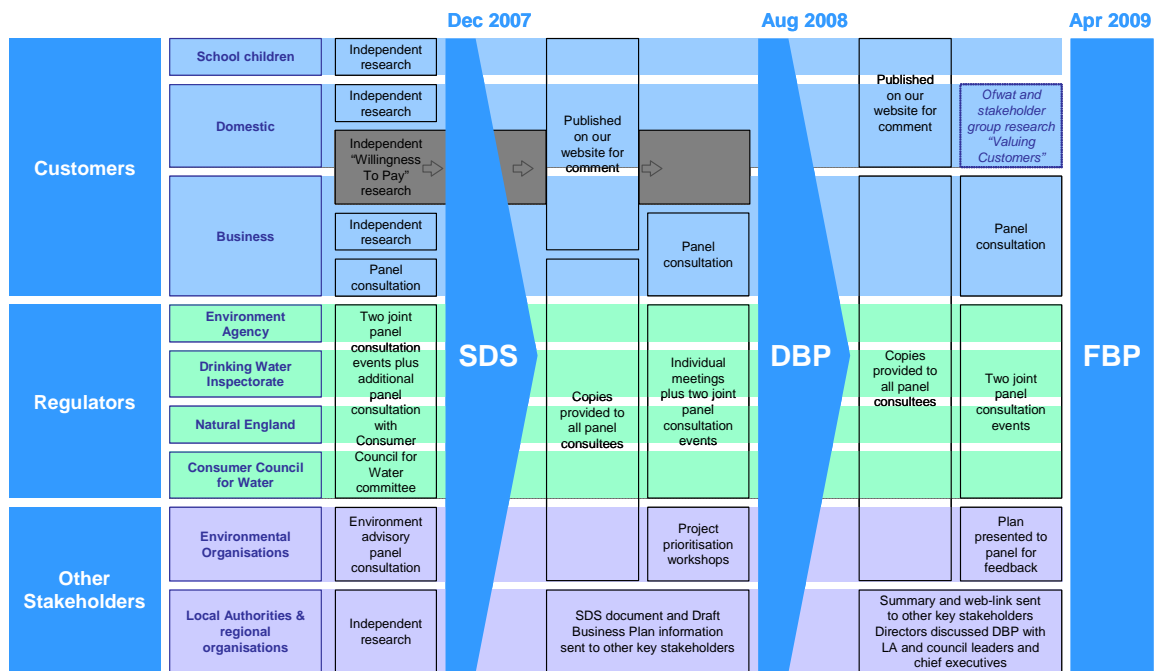 Dec 2007
Aug 2008
Apr 2009
Customers
School children
Independent
research
Domestic
Independent
research
Independent
“Willingness
To Pay”
research
Business
Independent
research
Panel
consultation
Published
on our
website for
comment
Panel
consultation
Published
on our
website for
comment
Ofwat and
stakeholder
group research
“Valuing
Customers”
Panel
consultation
Regulators
Environment
Agency
Drinking Water
Inspectorate
Natural England
Consumer Council
for Water
Two joint
panel
consultation
events plus
additional
panel
consultation
with
Consumer
Council for
Water
committee
SDS
Copies
provided to
all panel
consultees
Individual
meetings
plus two joint
panel
consultation
events
DBP
Copies
provided to
all panel
consultees
Two joint
panel
consultation
events
FBP
Other
Stakeholders
Environmental
Organisations
Environment
advisory
panel
consultation
Project
prioritisation
workshops
Plan
presented to
panel for
feedback
Local Authorities &
regional
organisations
Independent
research
SDS document and Draft
Business Plan information
sent to other key stakeholders
Summary and web-link sent
to other key stakeholders
Directors discussed DBP with
LA and council leaders and
chief executives